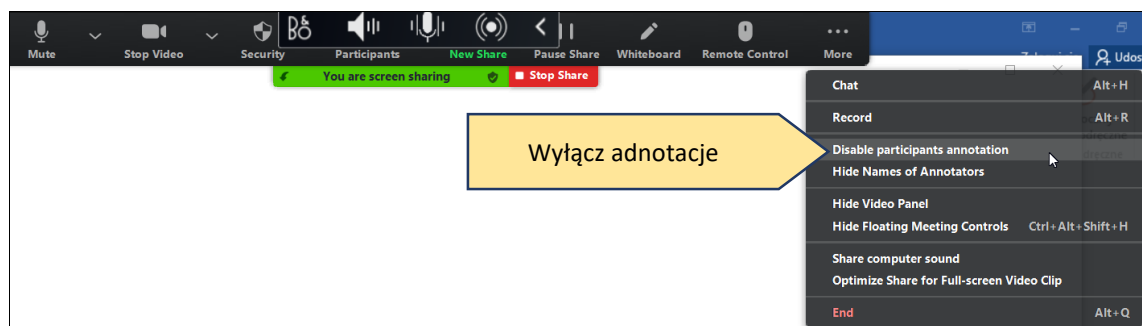 Mute Stop Video Security Participants New Share Pause Share Whiteboard Remote Control More
You are screen sharing Stop Share
Udos
Chat Alt+H
Record Alt+R
Wyłącz adnotacje
Disable participants annotation
Hide Names of Annotators
Hide Video Panel
Hide Floating Meeting Controls Ctrl+Alt+Shift+H
Share computer sound
Optimize Share for Full-screen Video Clip
End Alt+Q